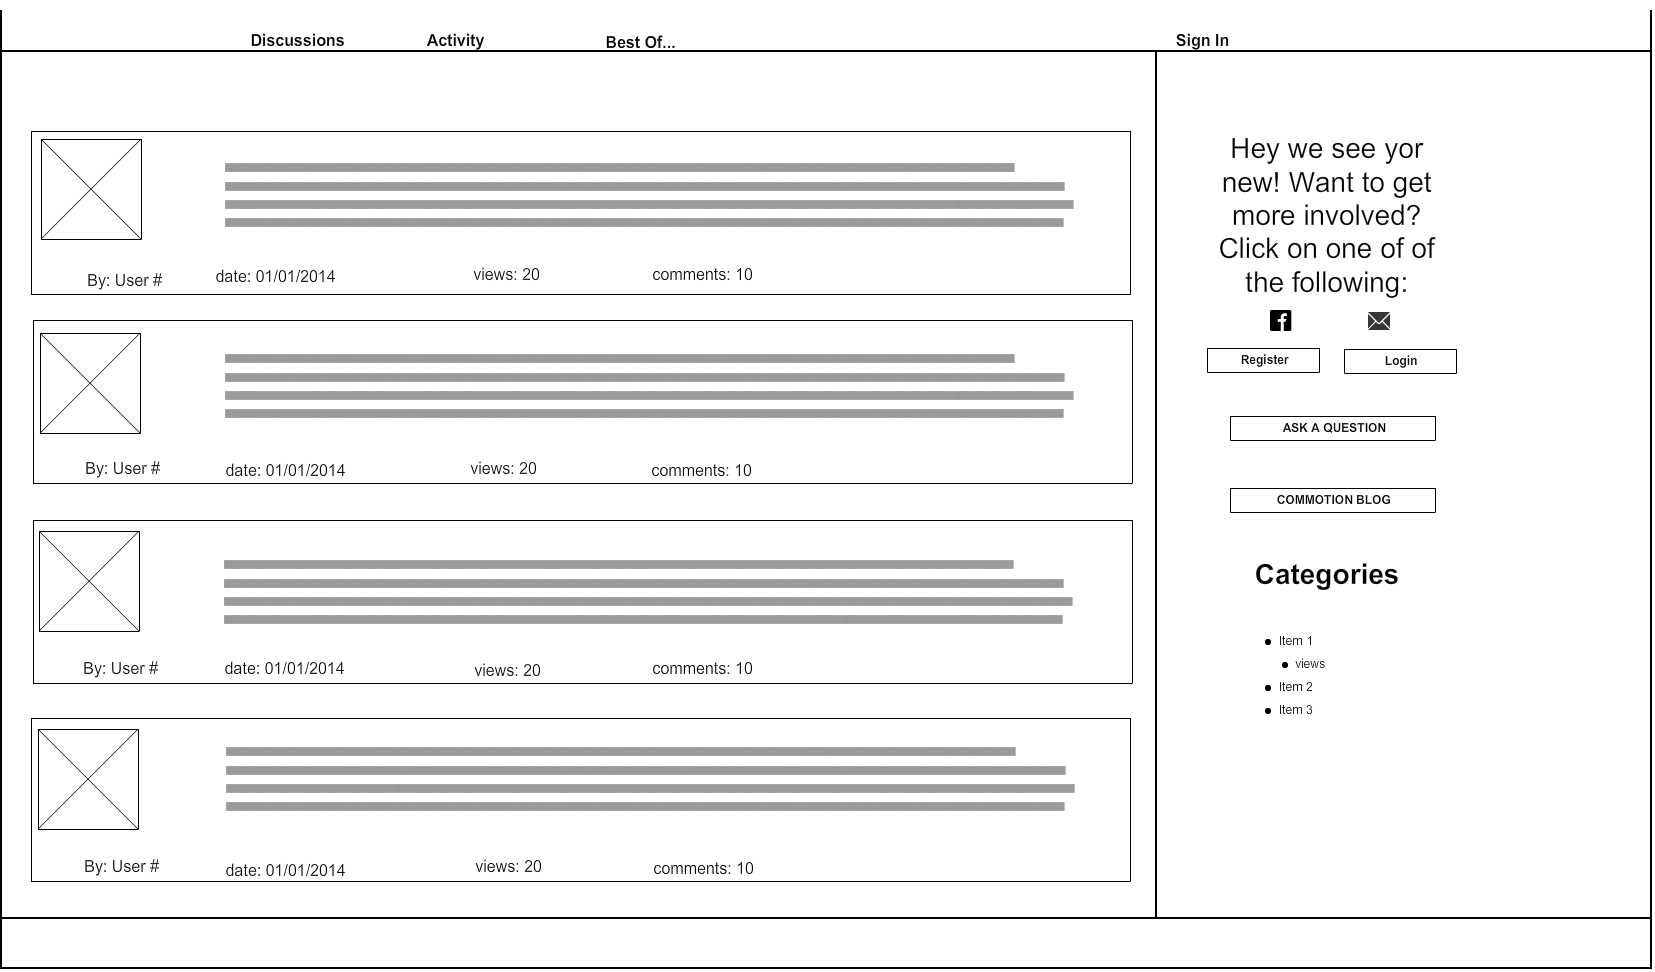 Discussions
Activity
Best Of...
Sign In
By: User #
date: 01/01/2014
views: 20
comments: 10
By: User #
date: 01/01/2014
views: 20
comments: 10
By: User #
date: 01/01/2014
views: 20
comments: 10
By: User #
date: 01/01/2014
views: 20
comments: 10
Hey we see yor
new! Want to get
more involved?
Click on one of of
the following:
Register
Login
ASK A QUESTION
COMMOTION BLOG
Categories
Item 1
views
Item 2
Item 3